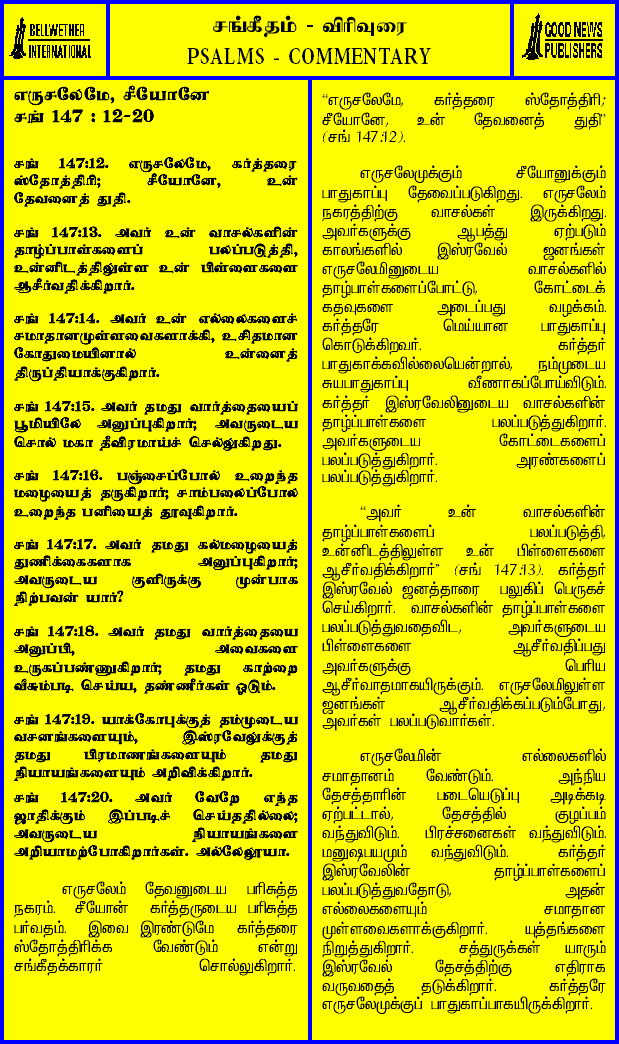 BELLWETHER
INTERNATIONAL
சங்கீதம் - விரிவுரை
PSALMS - COMMENTARY
GOOD NEWS
PUBLISHERS
எருசலேமே, சீயோனே
சங் 147 : 12-20
சங் 147:12. எருசலேமே, கர்த்தரை
ஸ்தோத்திரி; சீயோனே, உன்
தேவனைத் துதி.
சங் 147:13. அவர் உன் வாசல்களின்
தாழ்ப்பாள்களைப் பலப்படுத்தி,
உன்னிடத்திலுள்ள உன் பிள்ளைகளை
ஆசீர்வதிக்கிறார்.
சங் 147:14. அவர் உன் எல்லைகளைச்
சமாதானமுள்ளவைகளாக்கி, உசிதமான
கோதுமையினால் உன்னைத்
திருப்தியாக்குகிறார்.
சங் 147:15. அவர் தமது வார்த்தையைப்
பூமியிலே அனுப்புகிறார்; அவருடைய
சொல் மகா தீவிரமாய்ச் செல்லுகிறது.
சங் 147:16. பஞ்சைப்போல் உறைந்த
மழையைத் தருகிறார்; சாம்பலைப்போல
உறைந்த பனியைத் தூவுகிறார்.
சங் 147:17. அவர் தமது கல்மழையைத்
துணிக்கைகளாக அனுப்புகிறார்;
அவருடைய குளிருக்கு முன்பாக
நிற்பவன் யார்?
சங் 147:18. அவர் தமது வார்த்தையை
அனுப்பி, அவைகளை
உருகப்பண்ணுகிறார்; தமது காற்றை
வீசும்படி செய்ய, தண்ணீர்கள் ஓடும்.
சங் 147:19. யாக்கோபுக்குத் தம்முடைய
வசனங்களையும், இஸ்ரவேலுக்குத்
தமது பிரமாணங்களையும் தமது
நியாயங்களையும் அறிவிக்கிறார்.
சங் 147:20. அவர் வேறே எந்த
ஜாதிக்கும் இப்படிச் செய்ததில்லை;
அவருடைய நியாயங்களை
அறியாமற்போகிறார்கள். அல்லேலூயா.
எருசலேம் தேவனுடைய பரிசுத்த
நகரம். சீயோன் கர்த்தருடைய பரிசுத்த
பர்வதம். இவை இரண்டுமே கர்த்தரை
ஸ்தோத்திரிக்க வேண்டும் என்று
சங்கீதக்காரர் சொல்லுகிறார்.
“எருசலேமே, கர்த்தரை ஸ்தோத்திரி;
சீயோனே, உன் தேவனைத் துதி”
(சங் 147:12).
எருசலேமுக்கும் சீயோனுக்கும்
பாதுகாப்பு தேவைப்படுகிறது. எருசலேம்
நகரத்திற்கு வாசல்கள் இருக்கிறது.
அவர்களுக்கு ஆபத்து ஏற்படும்
காலங்களில் இஸ்ரவேல் ஜனங்கள்
எருசலேமினுடைய வாசல்களில்
தாழ்பாள்களைப்போட்டு, கோட்டைக்
கதவுகளை அடைப்பது வழக்கம்.
கர்த்தரே மெய்யான பாதுகாப்பு
கொடுக்கிறவர். கர்த்தர்
பாதுகாக்கவில்லையென்றால், நம்முடைய
சுயபாதுகாப்பு வீணாகப்போய்விடும்.
கர்த்தர் இஸ்ரவேலினுடைய வாசல்களின்
தாழ்ப்பாள்களை பலப்படுத்துகிறார்.
அவர்களுடைய கோட்டைகளைப்
பலப்படுத்துகிறார். அரண்களைப்
பலப்படுத்துகிறார்.
“அவர் உன் வாசல்களின்
தாழ்ப்பாள்களைப் பலப்படுத்தி,
உன்னிடத்திலுள்ள உன் பிள்ளைகளை
ஆசீர்வதிக்கிறார்” (சங் 147:13). கர்த்தர்
இஸ்ரவேல் ஜனத்தாரை பலுகிப் பெருகச்
செய்கிறார். வாசல்களின் தாழ்ப்பாள்களை
பலப்படுத்துவதைவிட, அவர்களுடைய
பிள்ளைகளை ஆசீர்வதிப்பது
அவர்களுக்கு பெரிய
ஆசீர்வாதமாகயிருக்கும். எருசலேமிலுள்ள
ஜனங்கள் ஆசீர்வதிக்கப்படும்போது,
அவர்கள் பலப்படுவார்கள்.
எருசலேமின் எல்லைகளில்
சமாதானம் வேண்டும். அந்நிய
தேசத்தாரின் படையெடுப்பு அடிக்கடி
ஏற்பட்டால், தேசத்தில் குழப்பம்
வந்துவிடும். பிரச்சனைகள் வந்துவிடும்.
மனுஷபயமும் வந்துவிடும். கர்த்தர்
இஸ்ரவேலின் தாழ்ப்பாள்களைப்
பலப்படுத்துவதோடு, அதன்
எல்லைகளையும் சமாதான
முள்ளவைகளாக்குகிறார். யுத்தங்களை
நிறுத்துகிறார். சத்துருக்கள் யாரும்
இஸ்ரவேல் தேசத்திற்கு எதிராக
வருவதைத் தடுக்கிறார். கர்த்தரே
எருசலேமுக்குப் பாதுகாப்பாகயிருக்கிறார்.